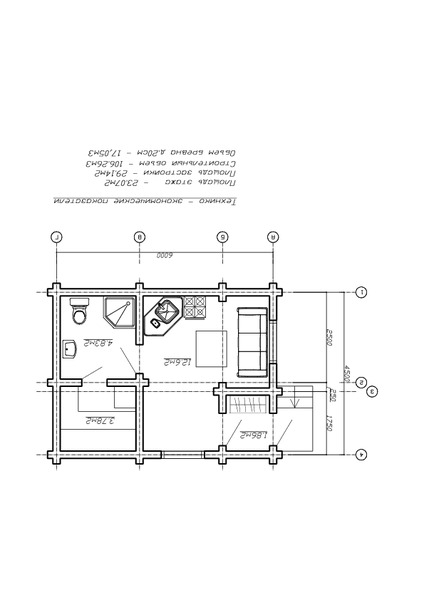 4
1.86м2
1750
3.78м2
3
250
2
4500
12.6м2
4.83м2
2500
1
6000
А Б В Г
Технико - экономические показатели
Площадь этажа - 23.07м2
Площадь застройки - 29.14м2
Строительный объем - 106.26м3
Объем бревна д.20см - 17,05м3